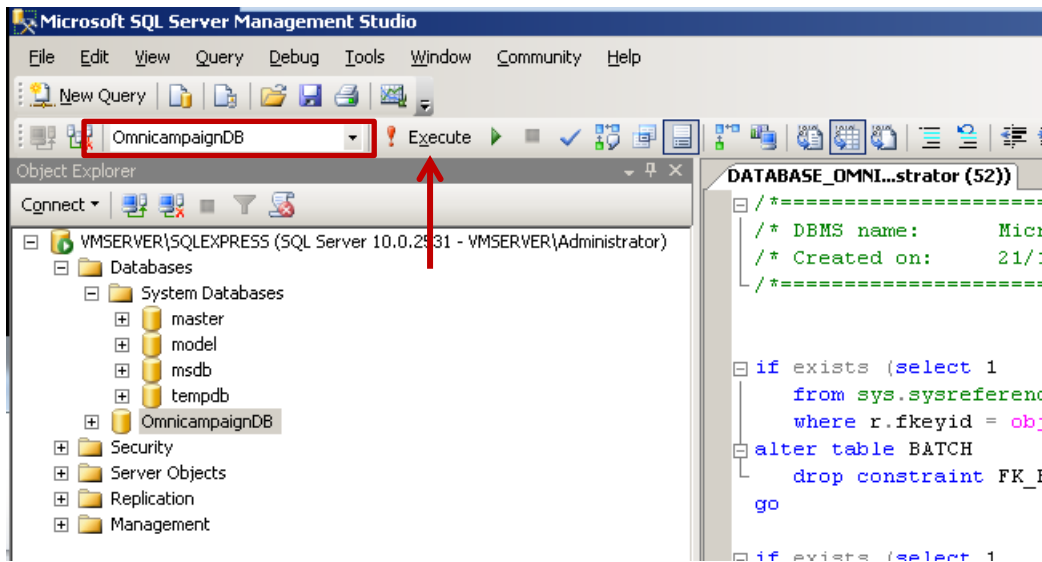 Microsoft SQL Server Management Studio
File Edit View Query Debug Tools Window Community Help
New Query
OmnicampaignDB Execute
Object Explorer
Connect
VMSERVER\SQLEXPRESS (SQL Server 10.0.2531 - VMSERVER\Administrator)
Databases
System Databases
master
model
msdb
tempdb
OmnicampaignDB
Security
Server Objects
Replication
Management
DATABASE_OMNI...strator (52))
/*======================
/* DBMS name: Micr
/* Created on: 21/
/*======================
if exists (select 1
from sys.sysreferenc
where r.fkeyid = obj
alter table BATCH
drop constraint FK_
go
if exists (select 1